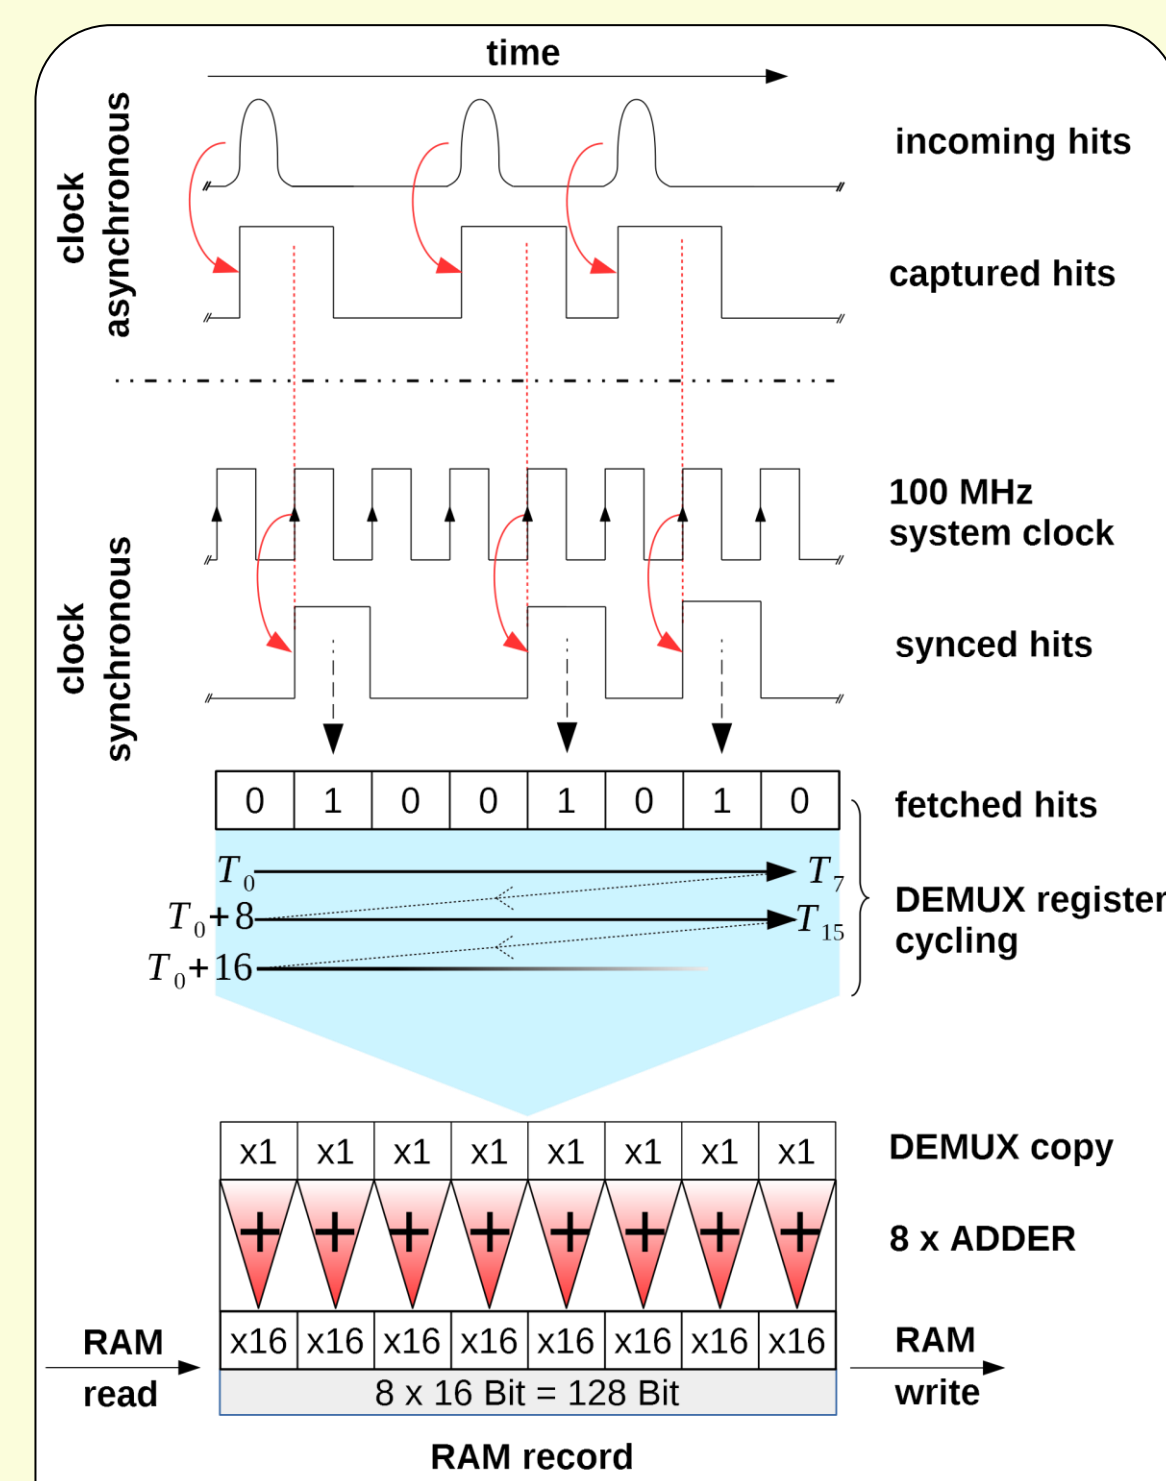 time
clock
asynchronous
incoming hits
captured hits
clock
synchronous
100 MHz
system clock
synced hits
0 1 0 0 1 0 1 0
fetched hits
T0 T7
T0+8 T15
T0+16
DEMUX register
cycling
x1 x1 x1 x1 x1 x1 x1 x1
DEMUX copy
+ + + + + + + +
8 x ADDER
RAM
read
x16 x16 x16 x16 x16 x16 x16 x16
RAM
write
8 x 16 Bit = 128 Bit
RAM record